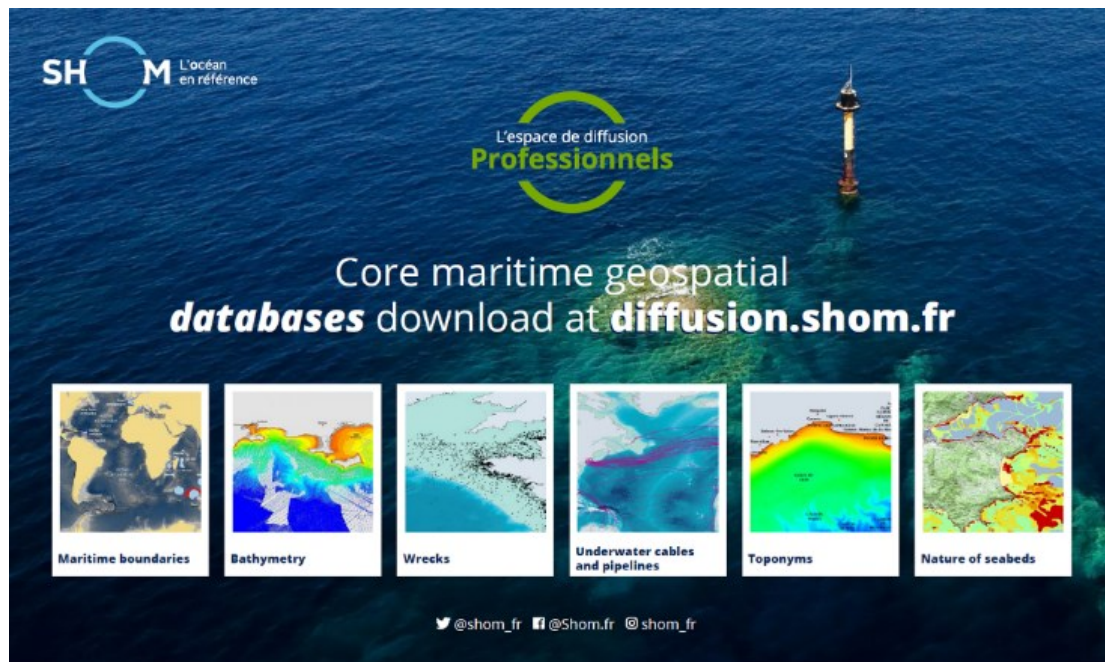 SHOM
L'océan
en référence
L'espace de diffusion
Professionnels
Core maritime geospatial
databases download at diffusion.shom.fr
Maritime boundaries
Bathymetry
Wrecks
Underwater cables
and pipelines
Toponyms
Nature of seabeds
@shom_fr @Shom.fr shom_fr